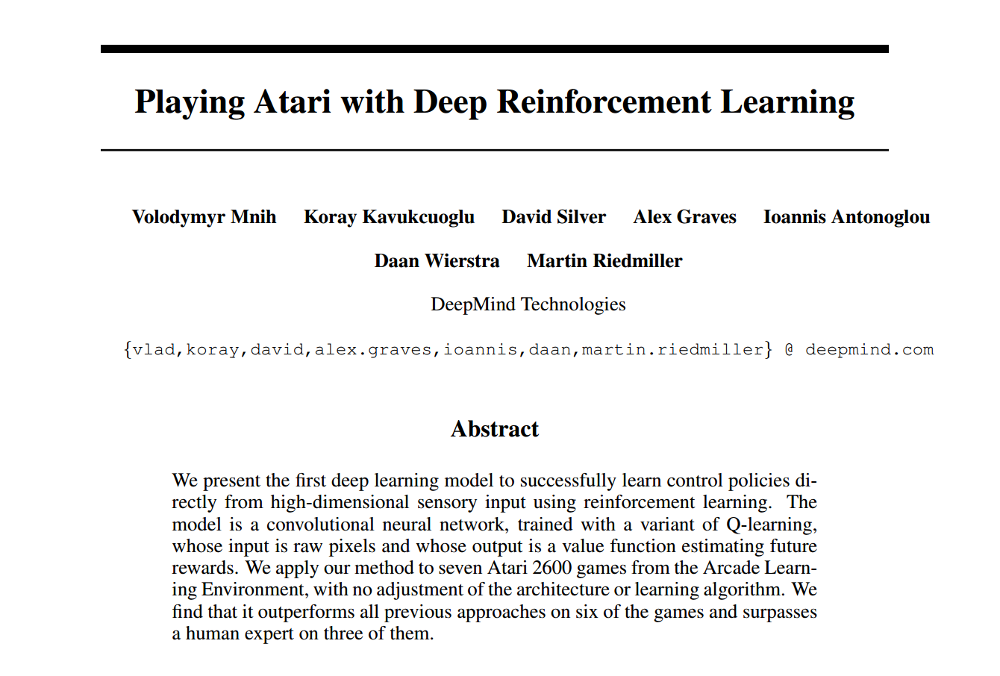 Playing Atari with Deep Reinforcement Learning
Volodymyr Mnih Koray Kavukcuoglu David Silver Alex Graves Ioannis Antonoglou
Daan Wierstra Martin Riedmiller
DeepMind Technologies
{vlad,koray,david,alex.graves,ioannis,daan,martin.riedmiller} @ deepmind.com
Abstract
We present the first deep learning model to successfully learn control policies di-
rectly from high-dimensional sensory input using reinforcement learning. The
model is a convolutional neural network, trained with a variant of Q-learning,
whose input is raw pixels and whose output is a value function estimating future
rewards. We apply our method to seven Atari 2600 games from the Arcade Learn-
ing Environment, with no adjustment of the architecture or learning algorithm. We
find that it outperforms all previous approaches on six of the games and surpasses
a human expert on three of them.